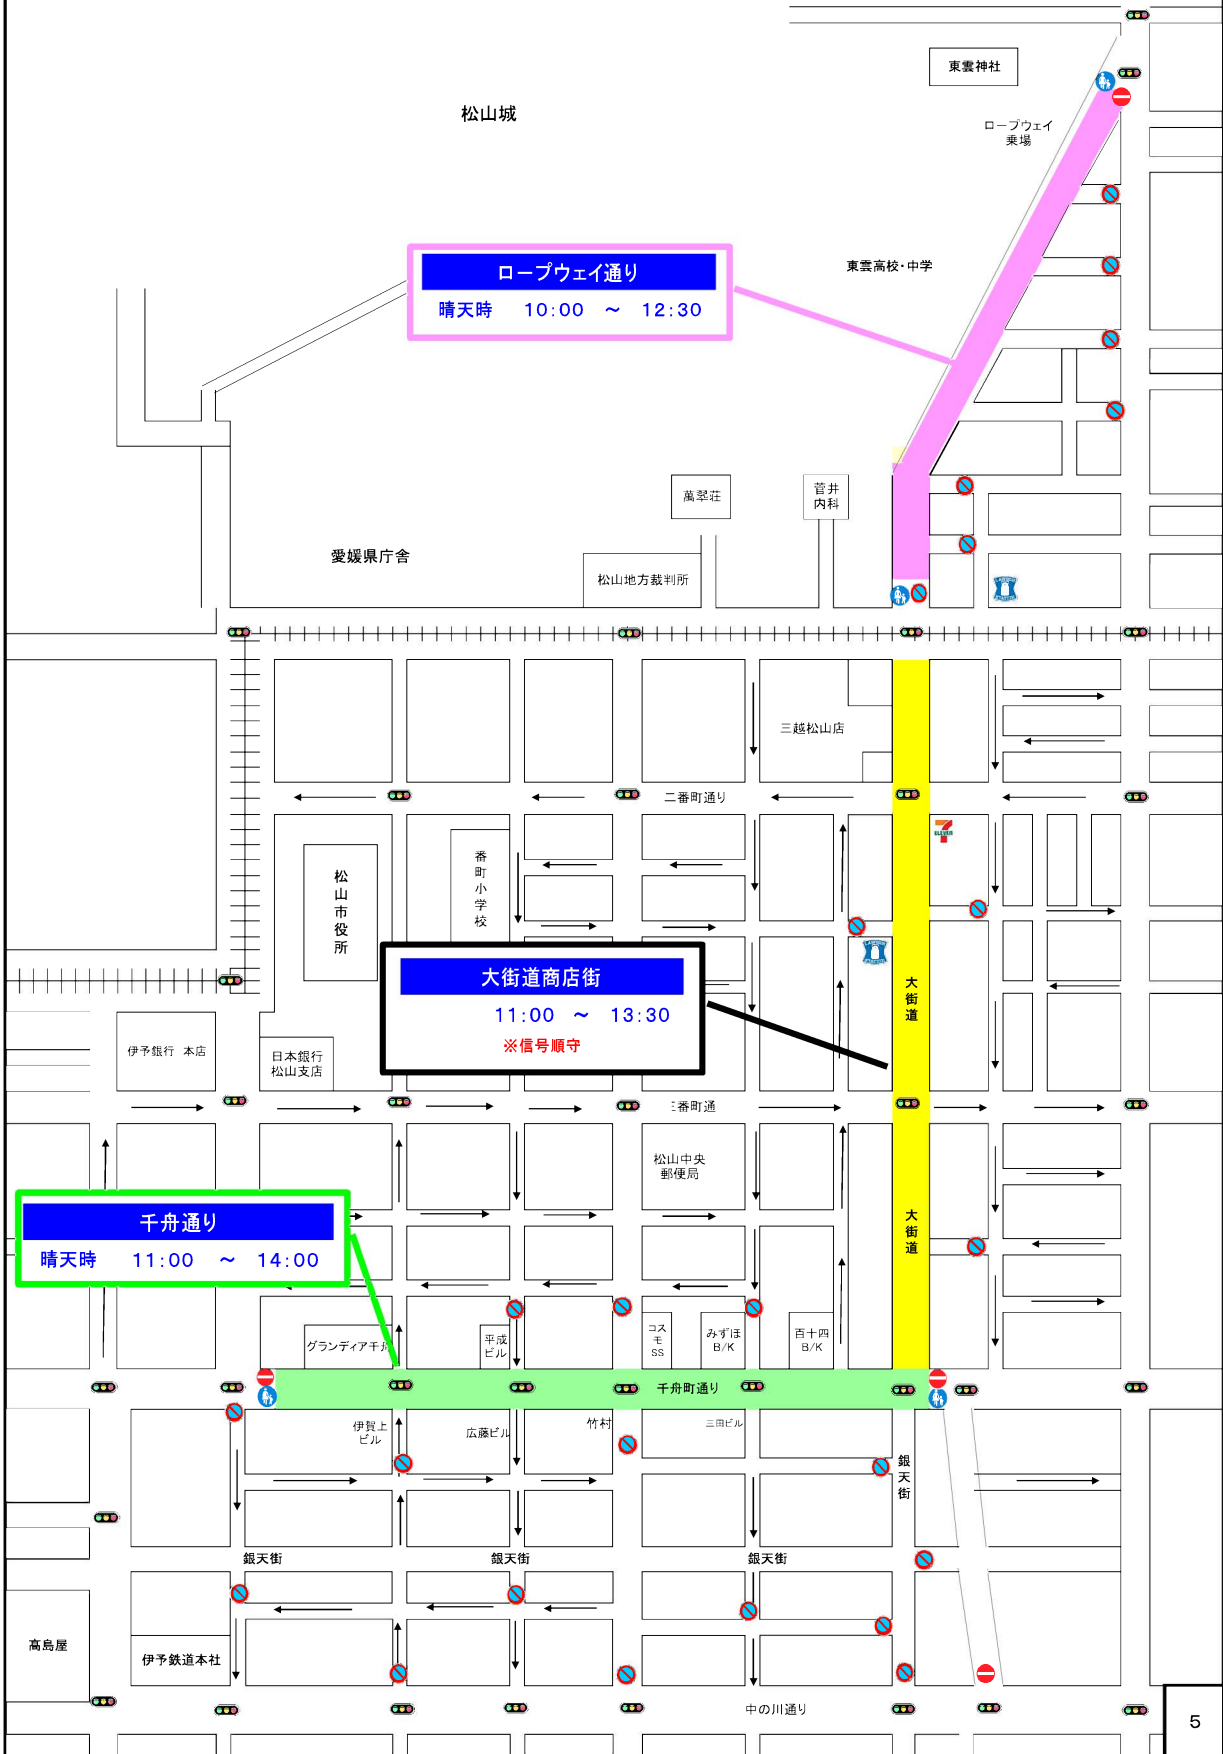 東雲神社
松山城
ロープウェイ
乗場
ロープウェイ通り
晴天時 10:00 ～ 12:30
東雲高校・中学
萬翠荘
菅井
内科
愛媛県庁舎
松山地方裁判所
三越松山店
二番町通り
松山市役所
番町小学校
ELEVEN
大街道商店街
11:00 ～ 13:30
※信号順守
大街道
伊予銀行 本店
日本銀行
松山支店
番町通
松山中央
郵便局
千舟通り
晴天時 11:00 ～ 14:00
大街道
グランディア千
平成
ビル
コスモ
SS
みずほ
B/K
百十四
B/K
千舟町通り
伊賀上
ビル
広藤ビル
竹村
三田ビル
銀天街
銀天街
銀天街
銀天街
高島屋
伊予鉄道本社
中の川通り
5